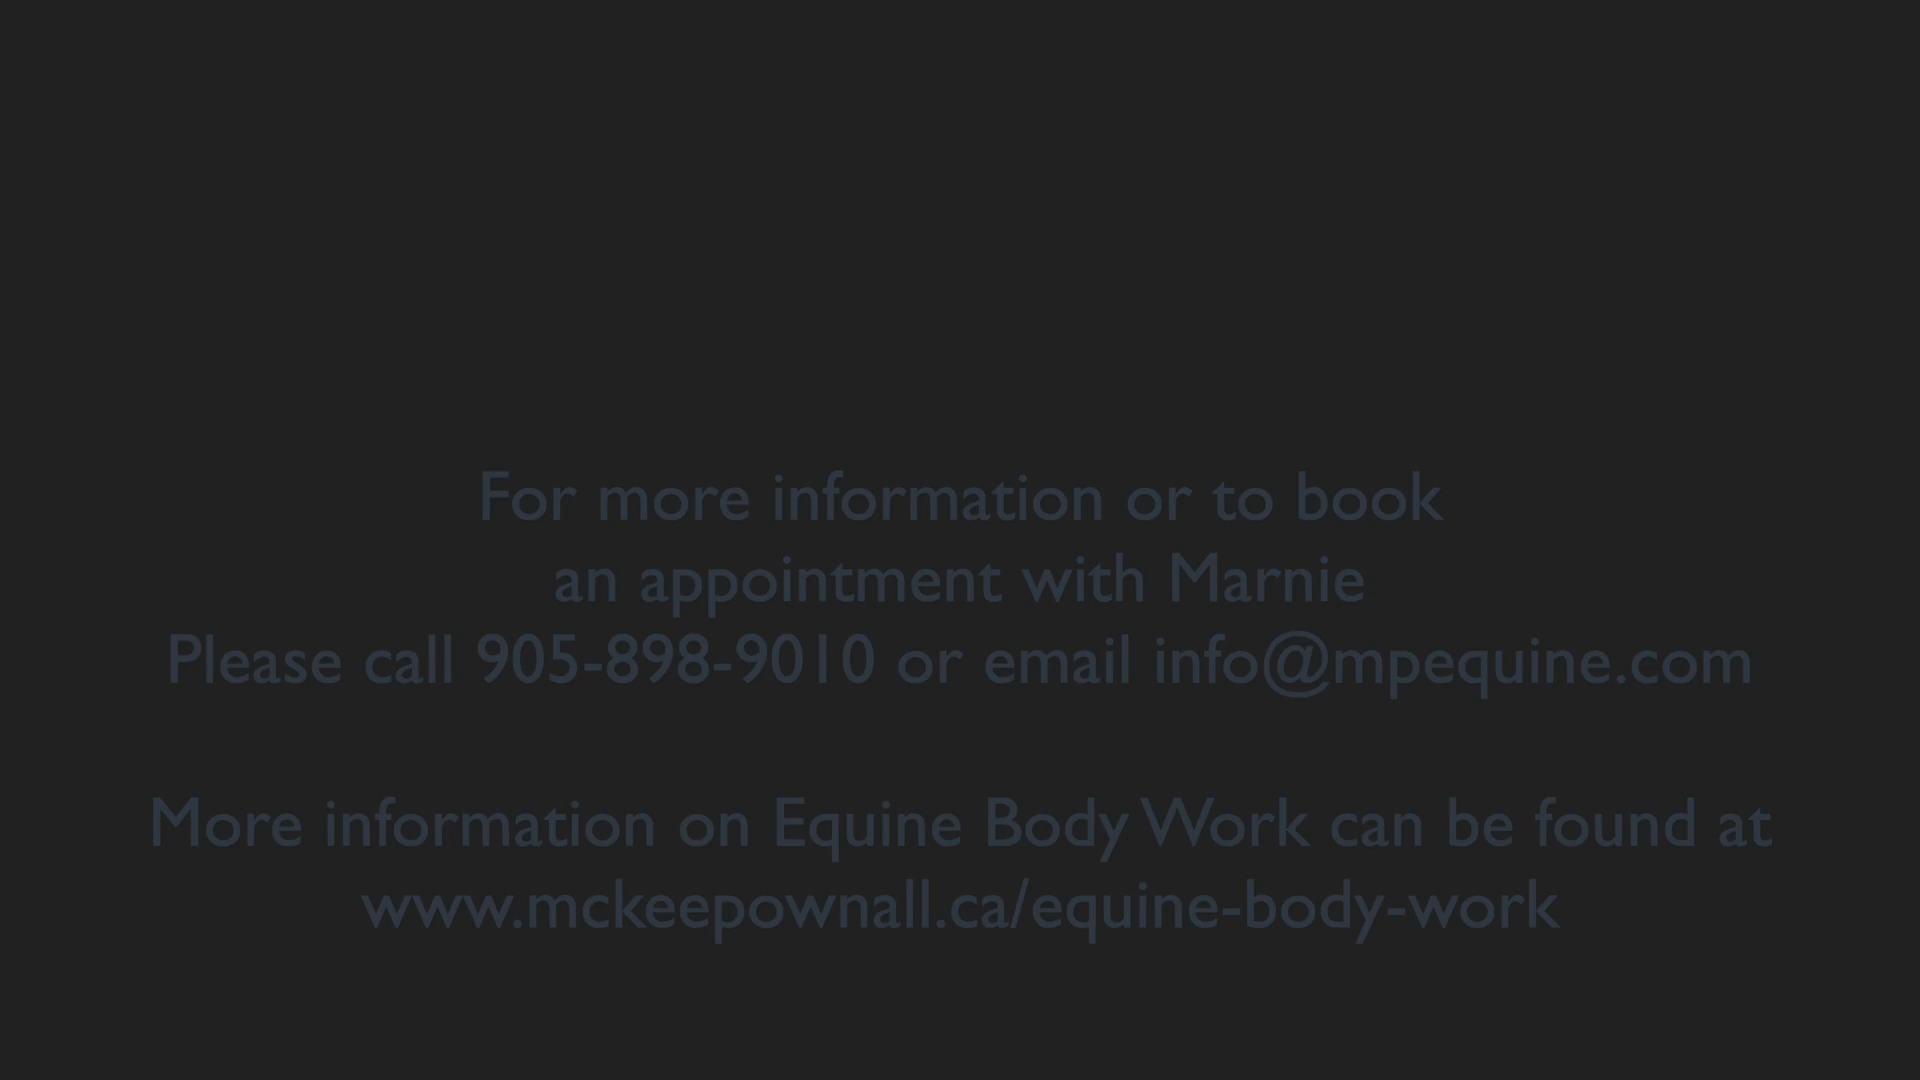 For more information or to book
an appointment with Marnie
Please call 905-898-9010 or email info@mpequine.com
More information on Equine Body Work can be found at
www.mckeepownall.ca/equine-body-work